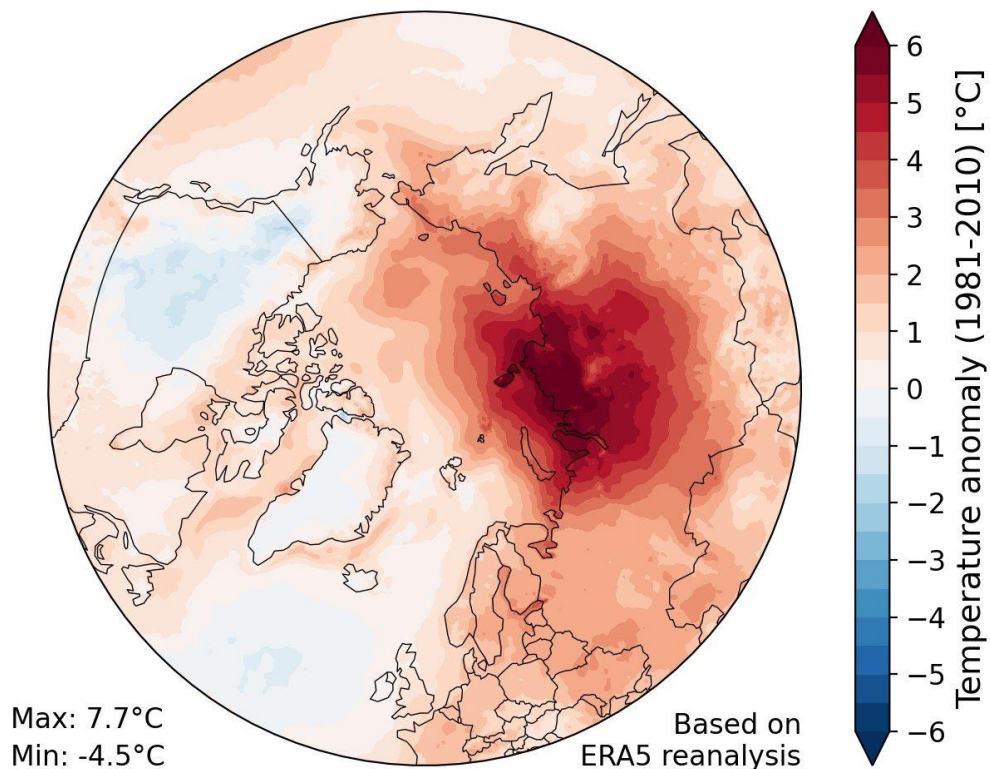 6
5
4
3
2
1
0
−1
−2
−3
−4
−5
−6
Temperature anomaly (1981-2010) [°C]
Max: 7.7°C
Min: -4.5°C
Based on
ERA5 reanalysis